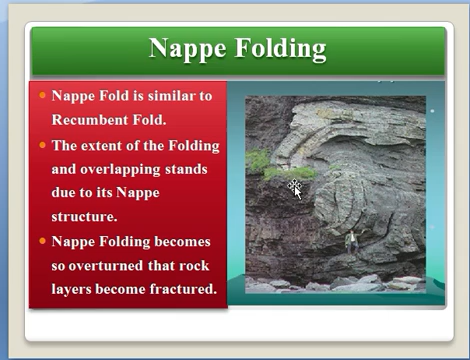 Nappe Folding
Nappe Fold is similar to
Recumbent Fold.
The extent of the Folding
and overlapping stands
due to its Nappe
structure.
Nappe Folding becomes
so overturned that rock
layers become fractured.